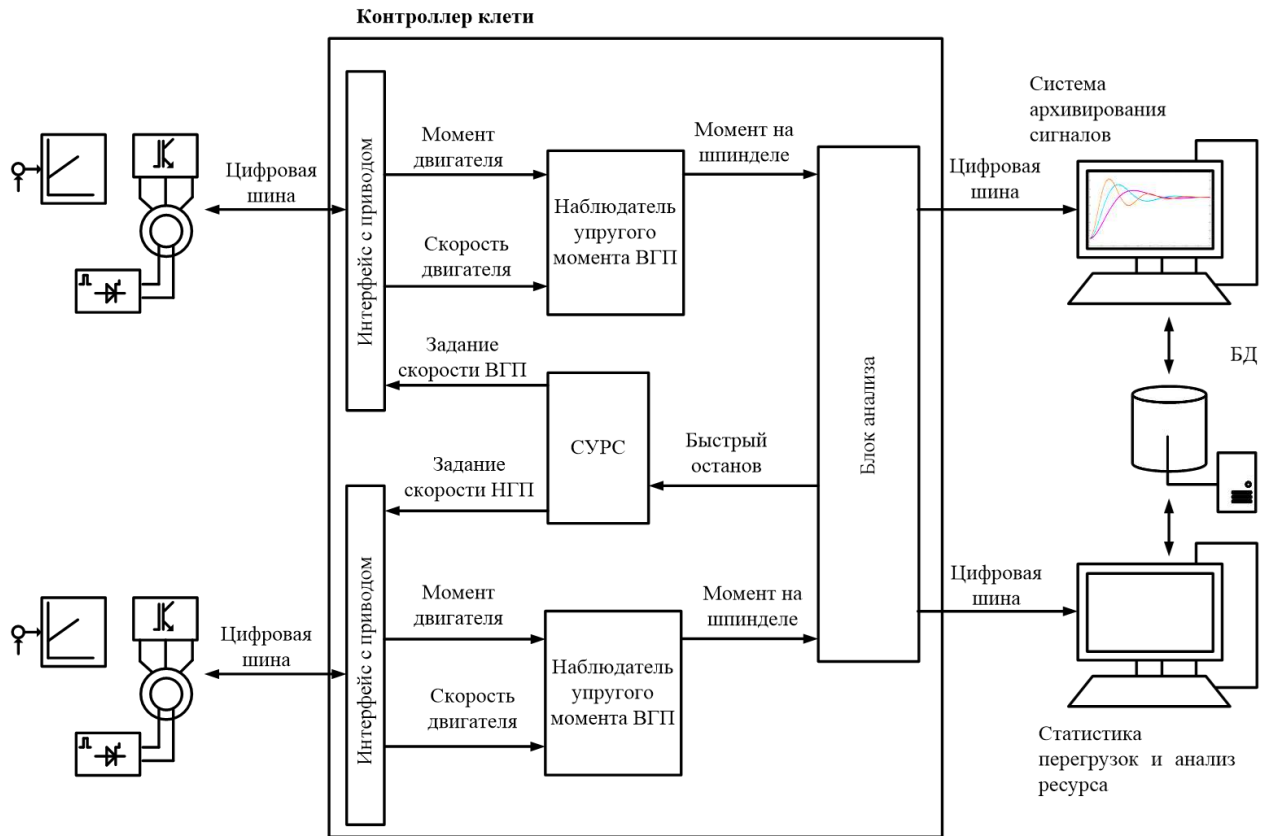 Контроллер клети
Цифровая
шина
Интерфейс с приводом
Момент
двигателя
Скорость
двигателя
Наблюдатель
упругого
момента ВГП
Момент на
шпинделе
Задание
скорости ВГП
СУРС
Задание
скорости НГП
Быстрый
останов
Блок анализа
Цифровая
шина
Система
архивирования
сигналов
БД
Цифровая
шина
Интерфейс с приводом
Момент
двигателя
Скорость
двигателя
Наблюдатель
упругого
момента ВГП
Момент на
шпинделе
Цифровая
шина
Статистика
перегрузок и анализ
ресурса